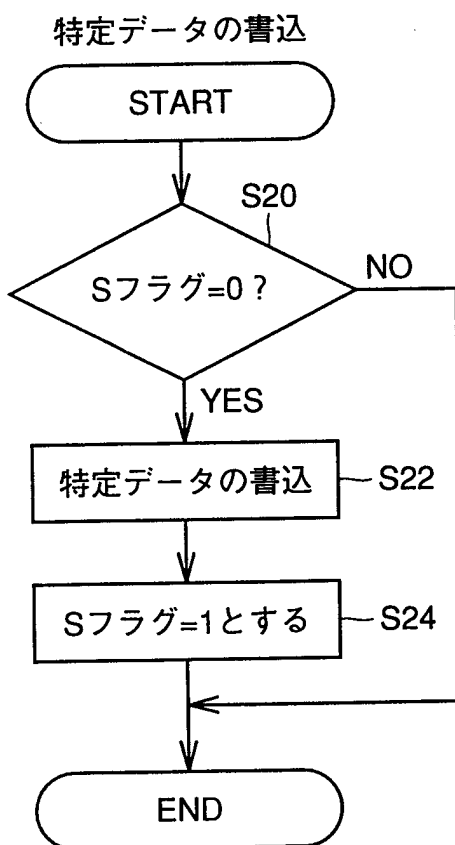 特定データの書込
START
S20
Sフラグ=0？
NO
YES
特定データの書込
S22
Sフラグ=1とする
S24
END